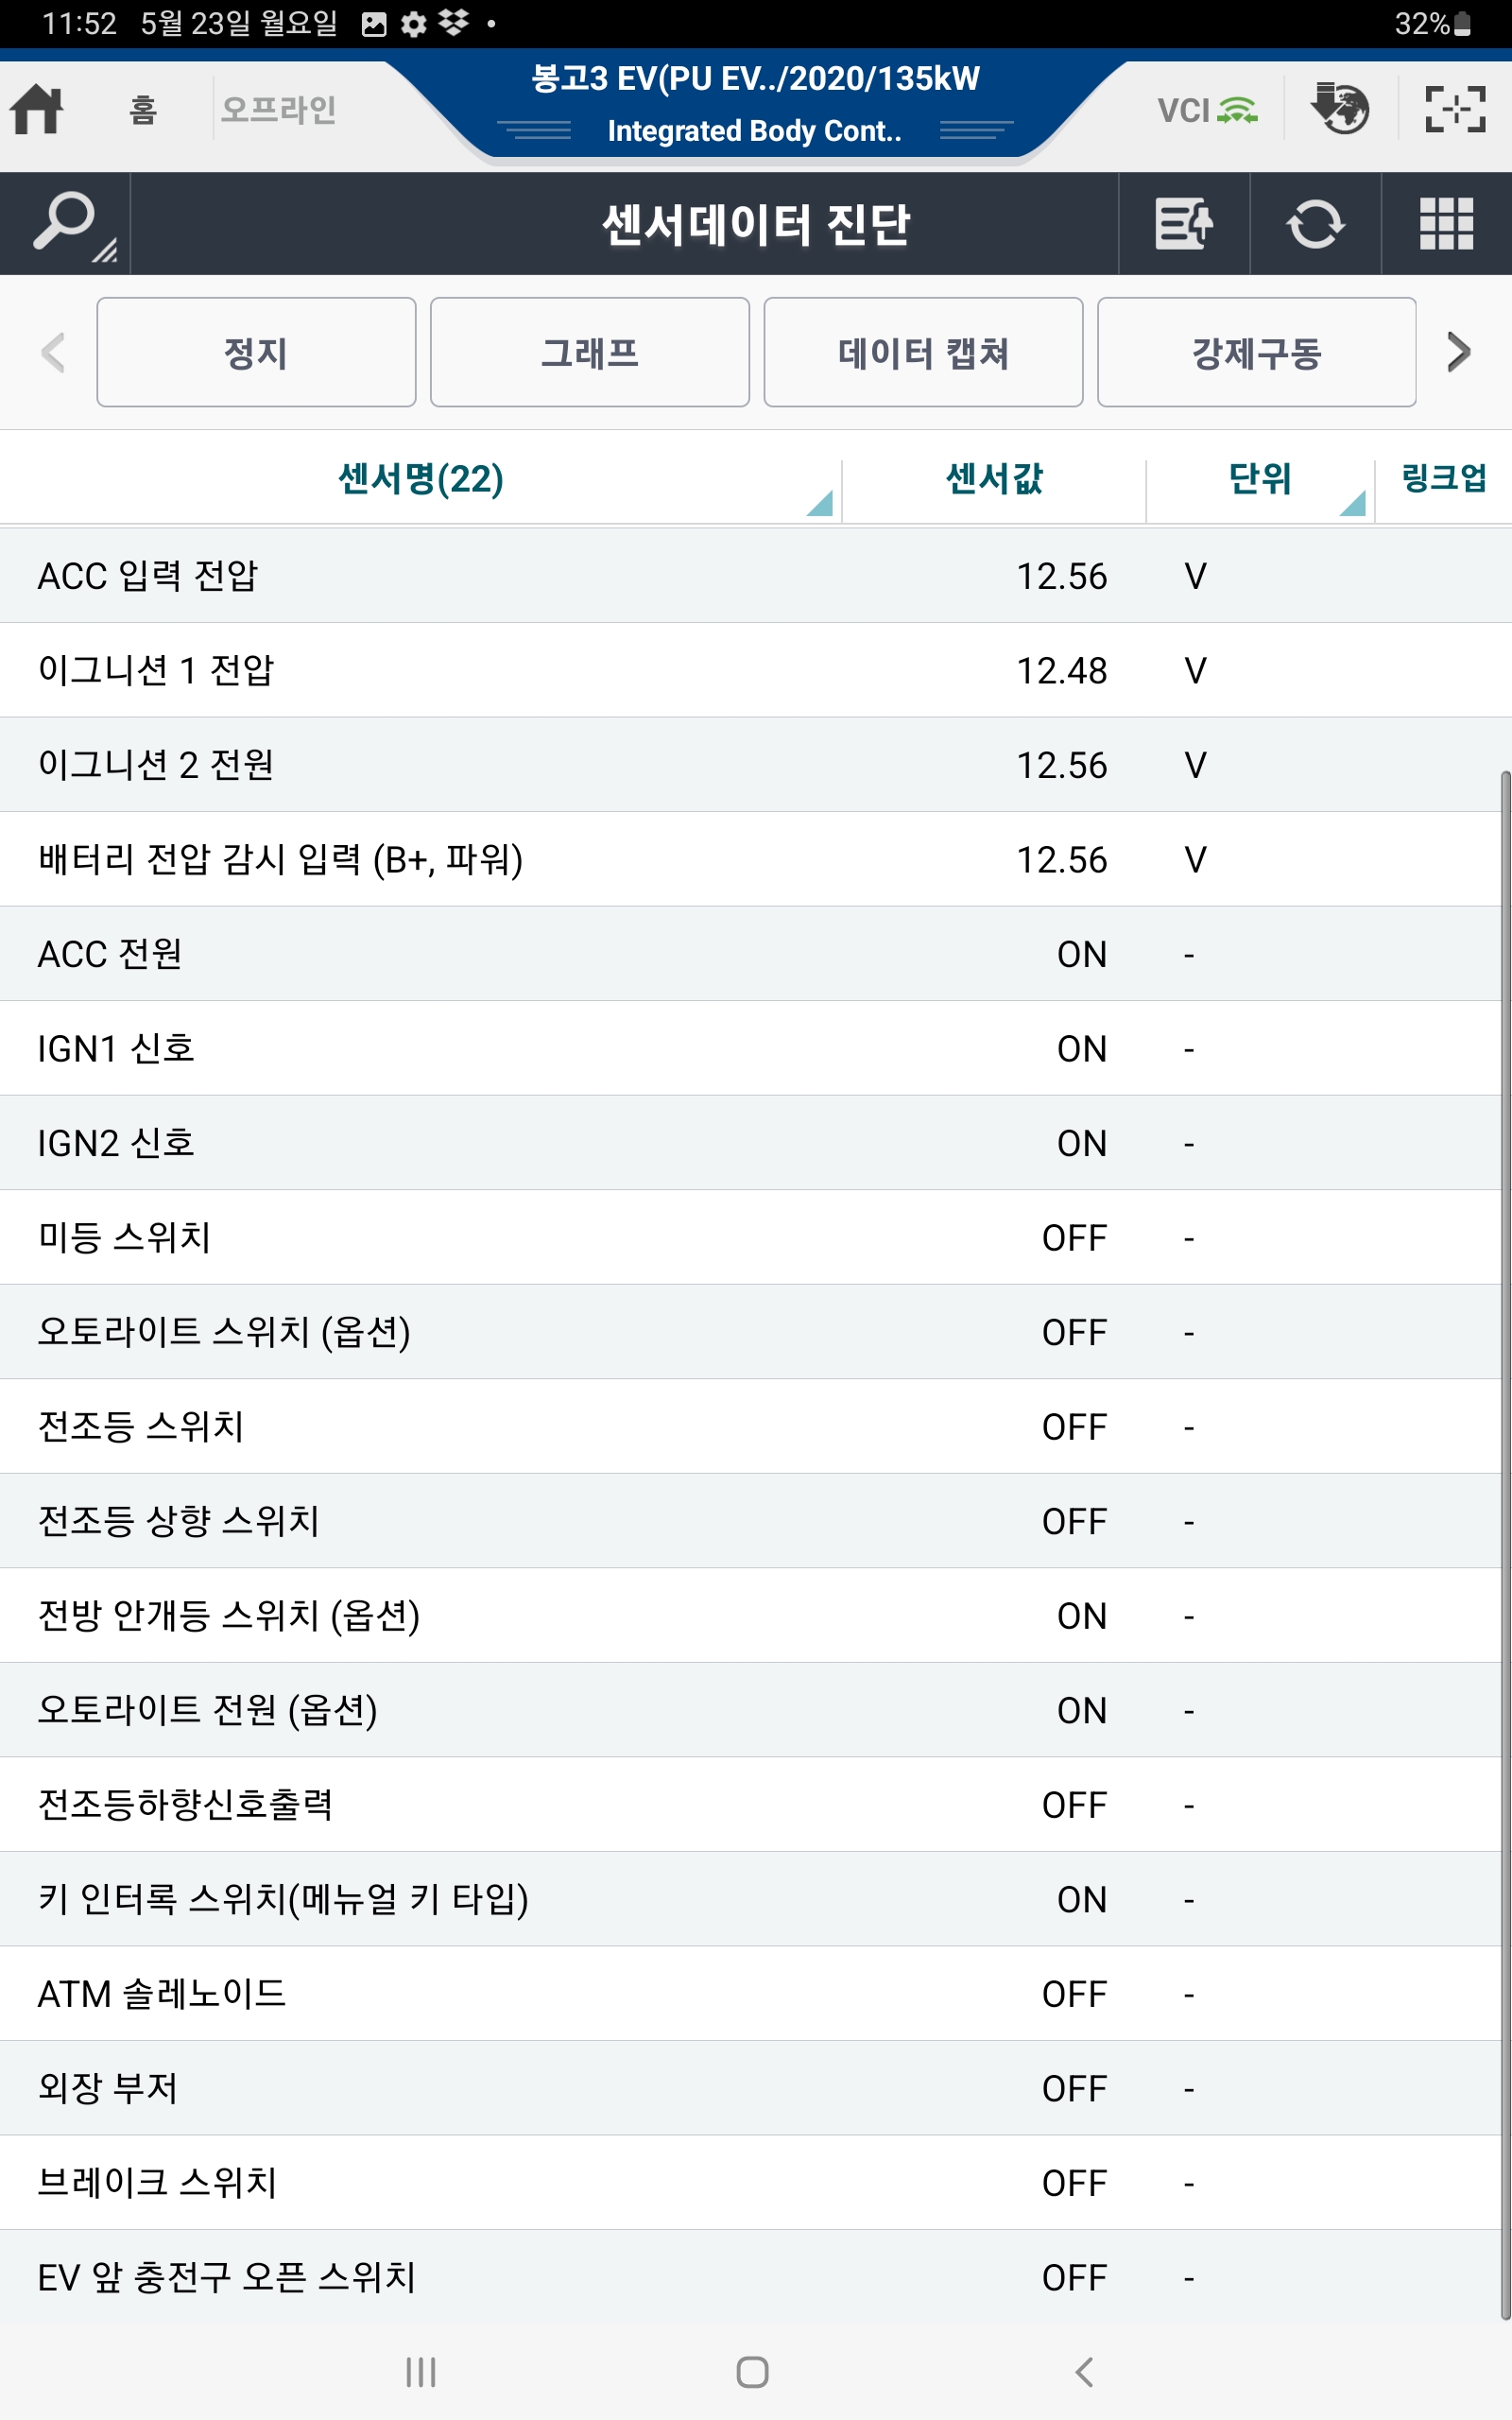 11:52 5월 23일 월요일 32%
봉고3 EV(PU EV../2020/135kW
홈 오프라인 VCI
Integrated Body Cont..
센서데이터 진단
정지 그래프 데이터 캡쳐 강제구동
센서명(22) 센서값 단위 링크업
ACC 입력 전압 12.56 V
이그니션 1 전압 12.48 V
이그니션 2 전원 12.56 V
배터리 전압 감시 입력 (B+, 파워) 12.56 V
ACC 전원 ON -
IGN1 신호 ON -
IGN2 신호 ON -
미등 스위치 OFF -
오토라이트 스위치 (옵션) OFF -
전조등 스위치 OFF -
전조등 상향 스위치 OFF -
전방 안개등 스위치 (옵션) ON -
오토라이트 전원 (옵션) ON -
전조등하향신호출력 OFF -
키 인터록 스위치(메뉴얼 키 타입) ON -
ATM 솔레노이드 OFF -
외장 부저 OFF -
브레이크 스위치 OFF -
EV 앞 충전구 오픈 스위치 OFF -